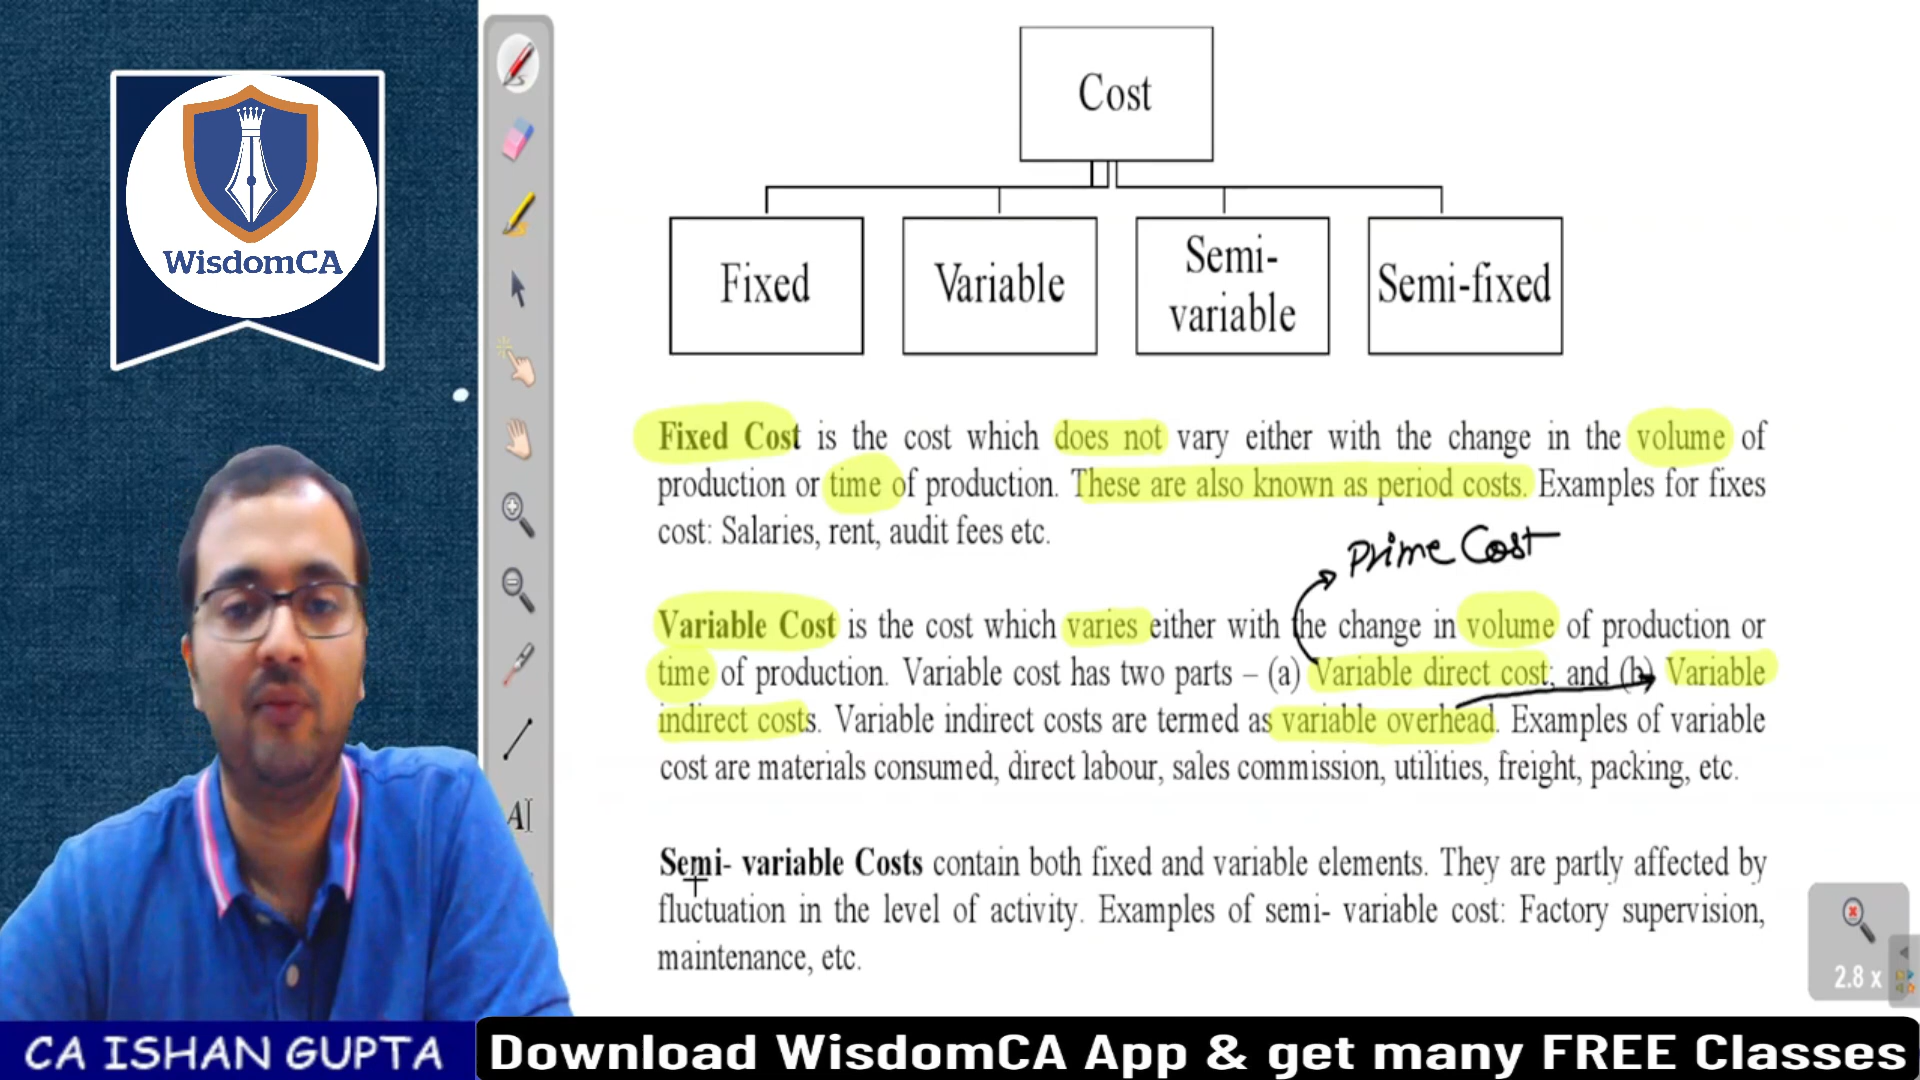 Cost
Fixed
Variable
Semi-
variable
Semi-fixed
WisdomCA
Fixed Cost is the cost which does not vary either with the change in the volume of
production or time of production. These are also known as period costs. Examples for fixes
cost: Salaries, rent, audit fees etc.
Prime Cost
Variable Cost is the cost which varies either with the change in volume of production or
time of production. Variable cost has two parts – (a) Variable direct cost; and (b) Variable
indirect costs. Variable indirect costs are termed as variable overhead. Examples of variable
cost are materials consumed, direct labour, sales commission, utilities, freight, packing, etc.
Semi- variable Costs contain both fixed and variable elements. They are partly affected by
fluctuation in the level of activity. Examples of semi- variable cost: Factory supervision,
maintenance, etc.
A
2.8 x
CA ISHAN GUPTA
Download WisdomCA App & get many FREE Classes